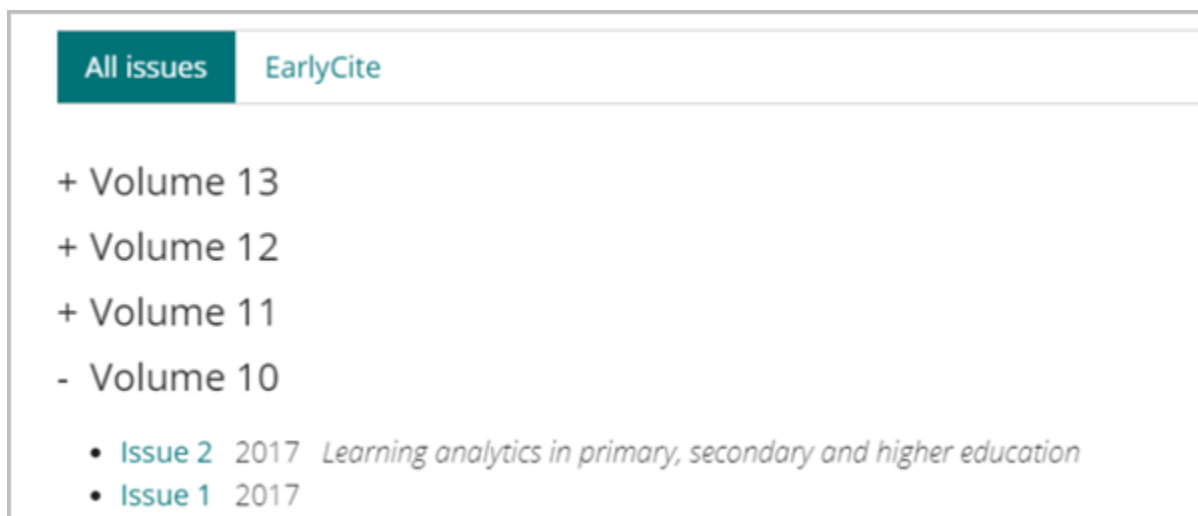 All issues EarlyCite
+ Volume 13
+ Volume 12
+ Volume 11
- Volume 10
• Issue 2 2017 Learning analytics in primary, secondary and higher education
• Issue 1 2017